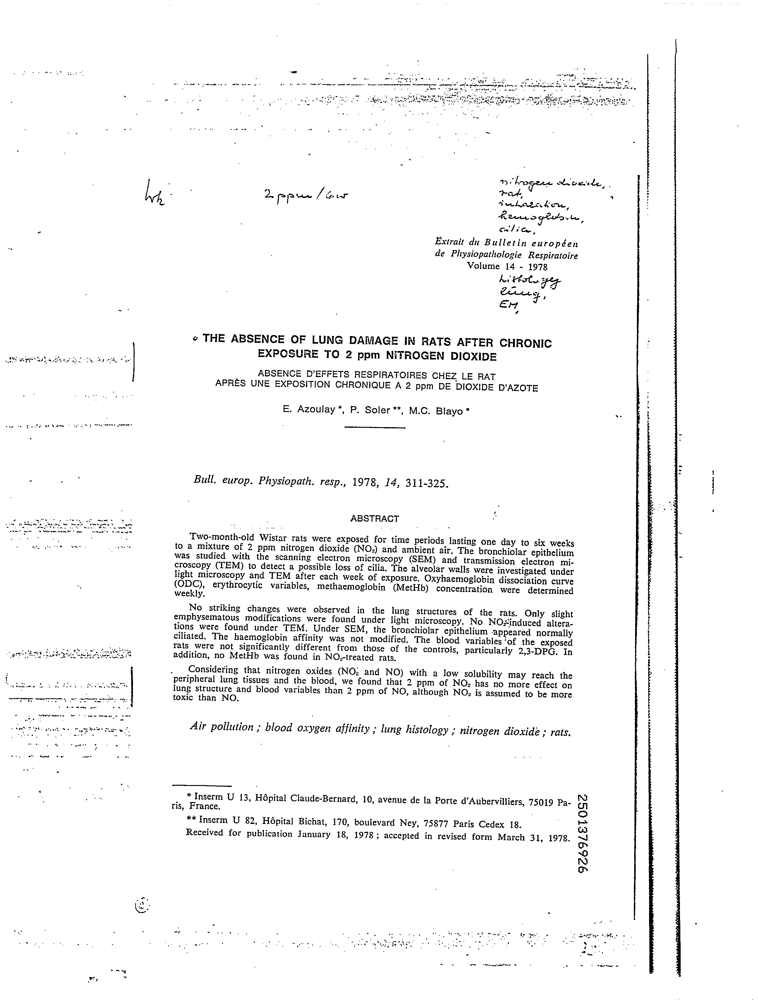 2 ppm / 6w
nitrogen dioxide,
rat,
inhalation,
hemoglobin,
cilia,
Extrait du Bulletin européen
de Physiopathologie Respiratoire
Volume 14 - 1978
histology
lung,
EM,
THE ABSENCE OF LUNG DAMAGE IN RATS AFTER CHRONIC
EXPOSURE TO 2 ppm NITROGEN DIOXIDE
ABSENCE D'EFFETS RESPIRATOIRES CHEZ LE RAT
APRÈS UNE EXPOSITION CHRONIQUE A 2 ppm DE DIOXIDE D'AZOTE
E. Azoulay *, P. Soler **, M.C. Blayo *
Bull. europ. Physiopath. resp., 1978, 14, 311-325.
ABSTRACT
Two-month-old Wistar rats were exposed for time periods lasting one day to six weeks
to a mixture of 2 ppm nitrogen dioxide (NO₂) and ambient air. The bronchiolar epithelium
was studied with the scanning electron microscopy (SEM) and transmission electron mi-
croscopy (TEM) to detect a possible loss of cilia. The alveolar walls were investigated under
light microscopy and TEM after each week of exposure. Oxyhaemoglobin dissociation curve
(ODC), erythrocytic variables, methaemoglobin (MetHb) concentration were determined
weekly.
No striking changes were observed in the lung structures of the rats. Only slight
emphysematous modifications were found under light microscopy. No NO₂-induced altera-
tions were found under TEM. Under SEM, the bronchiolar epithelium appeared normally
ciliated. The haemoglobin affinity was not modified. The blood variables of the exposed
rats were not significantly different from those of the controls, particularly 2,3-DPG. In
addition, no MetHb was found in NO₂-treated rats.
Considering that nitrogen oxides (NO₂ and NO) with a low solubility may reach the
peripheral lung tissues and the blood, we found that 2 ppm of NO₂ has no more effect on
lung structure and blood variables than 2 ppm of NO, although NO₂ is assumed to be more
toxic than NO.
Air pollution ; blood oxygen affinity ; lung histology ; nitrogen dioxide ; rats.
* Inserm U 13, Hôpital Claude-Bernard, 10, avenue de la Porte d'Aubervilliers, 75019 Pa-
ris, France.
** Inserm U 82, Hôpital Bichat, 170, boulevard Ney, 75877 Paris Cedex 18.
Received for publication January 18, 1978 ; accepted in revised form March 31, 1978.
2501376926